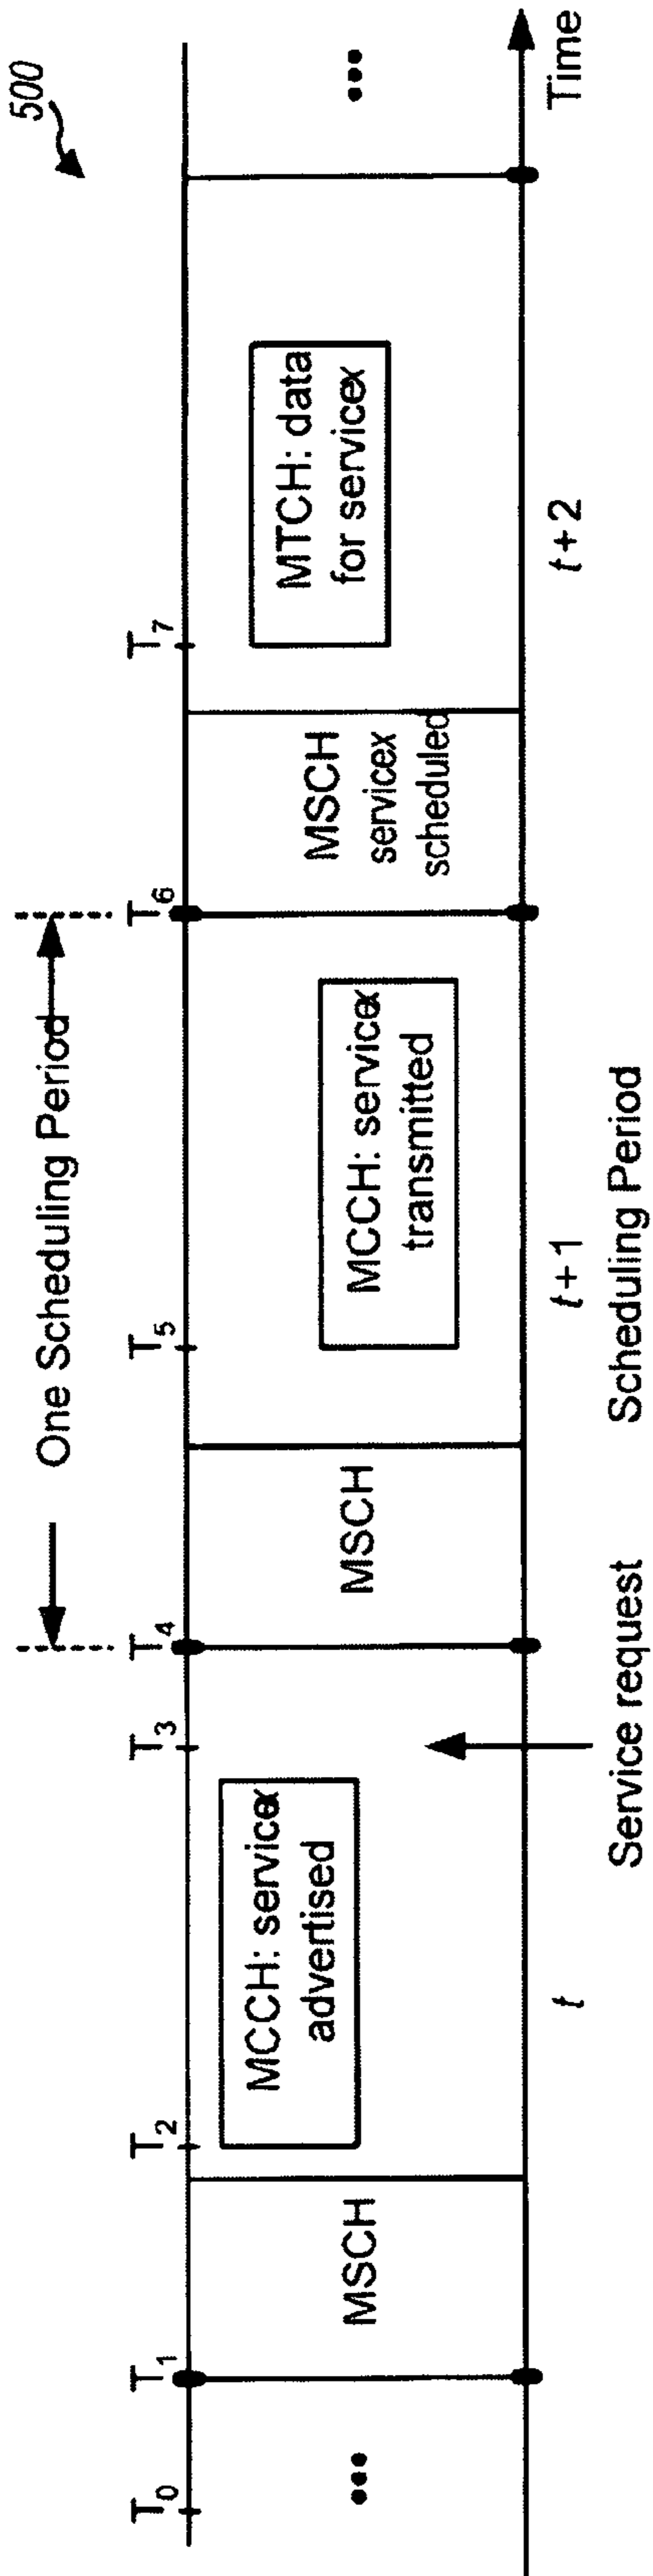 500
One Scheduling Period
T0
T1
T2
T3
T4
T5
T6
T7
•••
MSCH
MCCH: servicex
advertised
MSCH
MCCH: servicex
transmitted
MSCH
servicex
scheduled
MTCH: data
for servicex
•••
t
t+1
t+2
Time
Service request
Scheduling Period